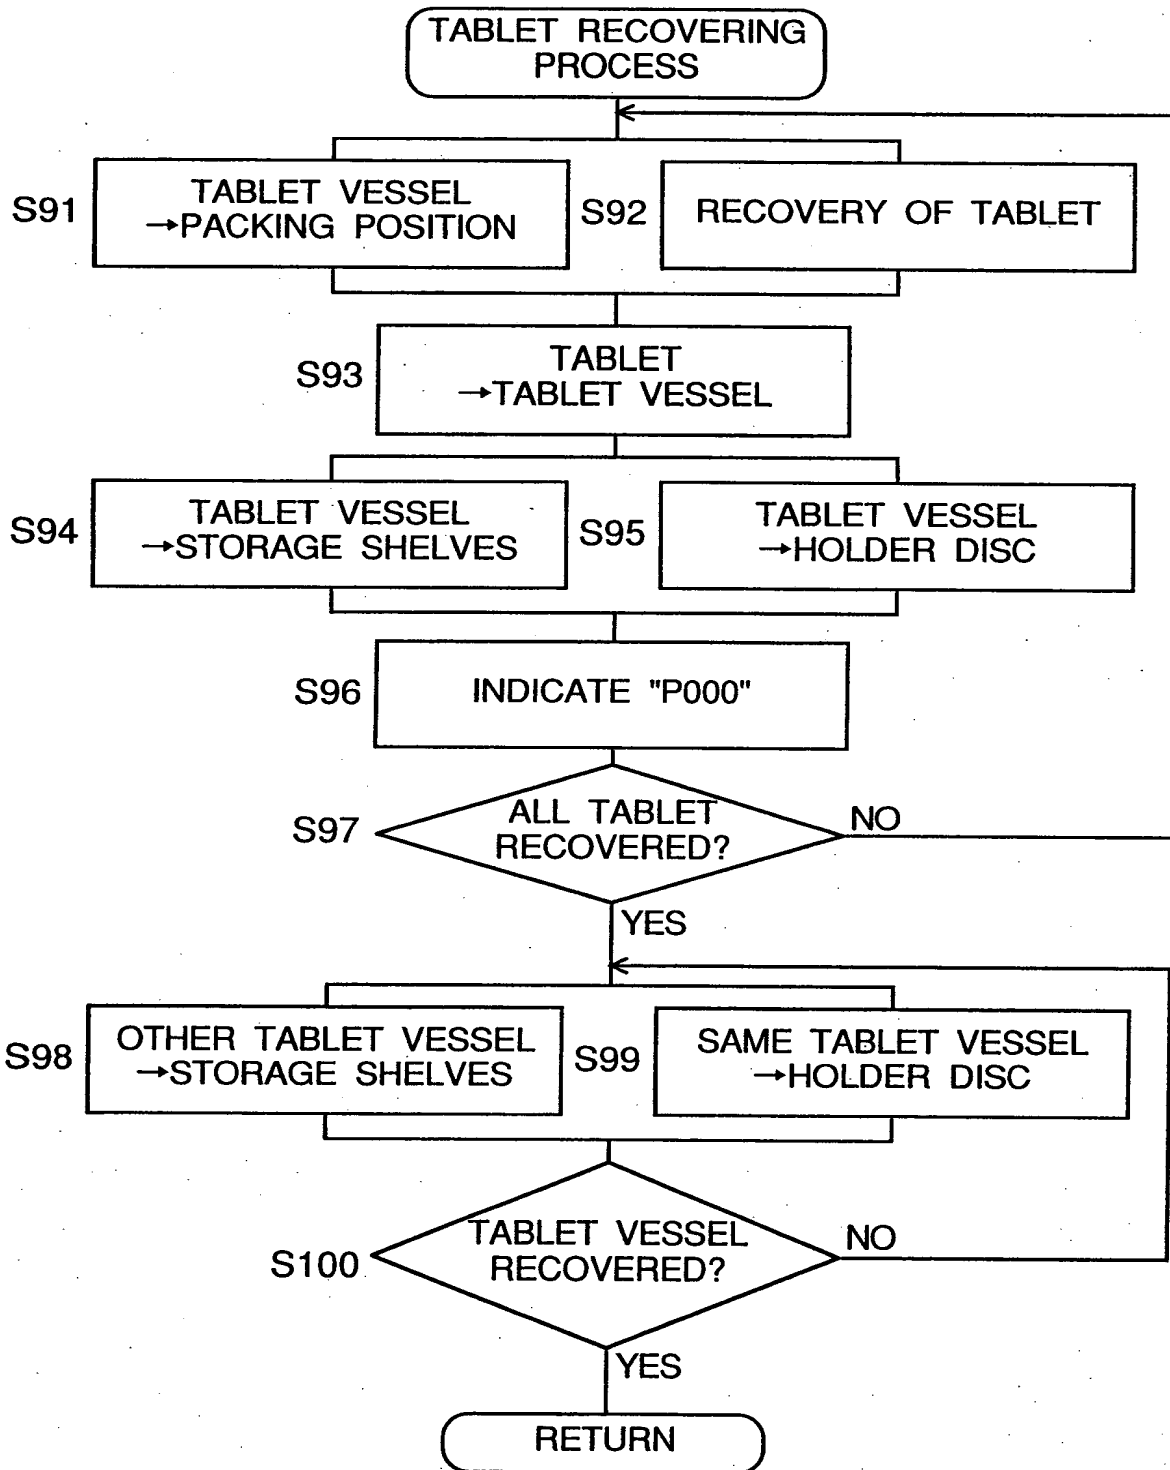 TABLET RECOVERING
PROCESS
S91
TABLET VESSEL
→PACKING POSITION
S92
RECOVERY OF TABLET
S93
TABLET
→TABLET VESSEL
S94
TABLET VESSEL
→STORAGE SHELVES
S95
TABLET VESSEL
→HOLDER DISC
S96
INDICATE "P000"
S97
ALL TABLET
RECOVERED?
NO
YES
S98
OTHER TABLET VESSEL
→STORAGE SHELVES
S99
SAME TABLET VESSEL
→HOLDER DISC
S100
TABLET VESSEL
RECOVERED?
NO
YES
RETURN